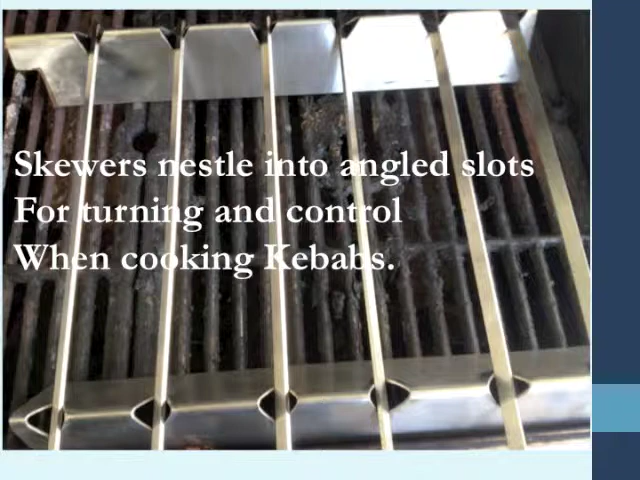 Skewers nestle into angled slots
For turning and control
When cooking Kebabs.